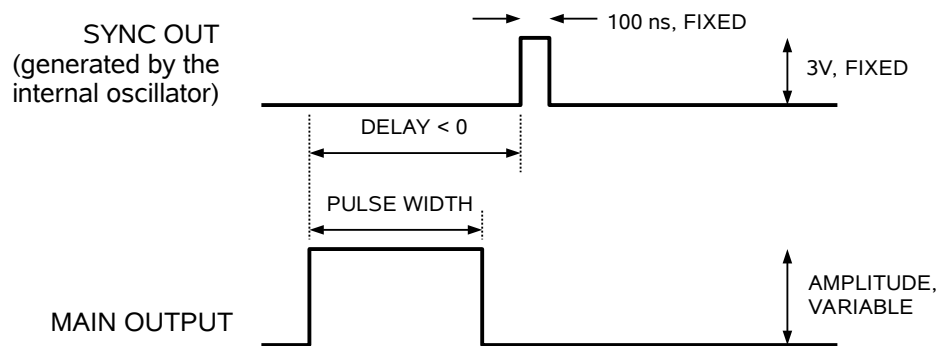 SYNC OUT
(generated by the
internal oscillator)
100 ns, FIXED
3V, FIXED
DELAY < 0
PULSE WIDTH
MAIN OUTPUT
AMPLITUDE,
VARIABLE